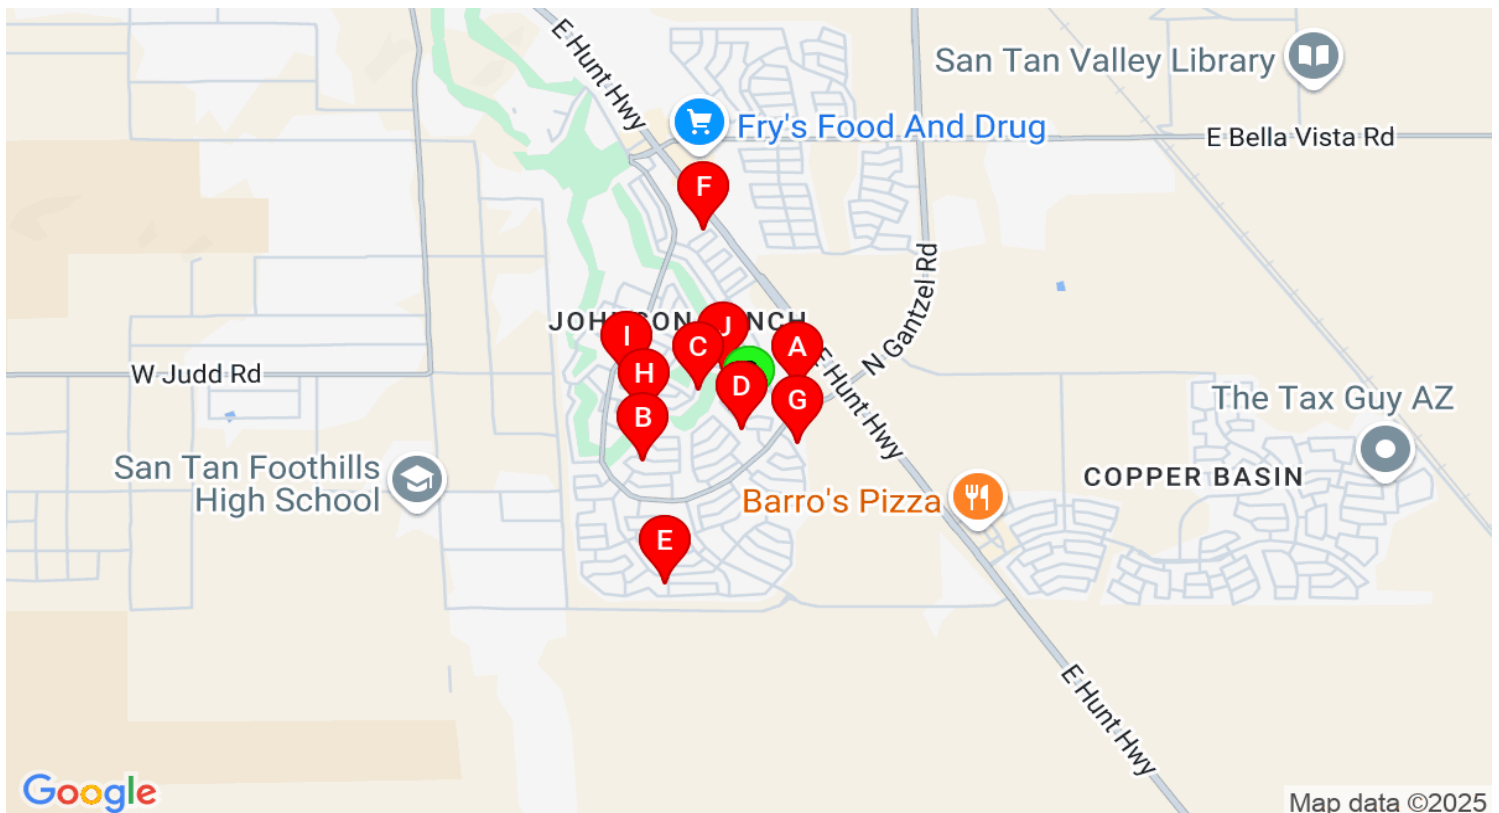 E Hunt Hwy
San Tan Valley Library
Fry's Food And Drug
E Bella Vista Rd
F
N Gantzel Rd
J
I
C
A
H
D
G
B
W Judd Rd
E Hunt Hwy
The Tax Guy AZ
San Tan Foothills
High School
COPPER BASIN
Barro's Pizza
E
E Hunt Hwy
Google
Map data ©2025